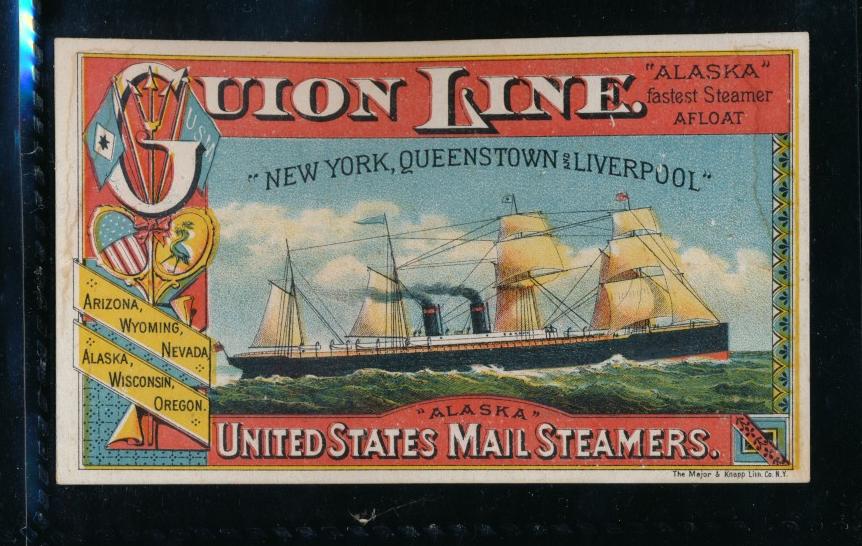 GUION LINE.
"ALASKA"
fastest Steamer
AFLOAT
U.S.M
"NEW YORK, QUEENSTOWN AND LIVERPOOL"
ARIZONA,
WYOMING,
NEVADA
ALASKA,
WISCONSIN,
OREGON.
"ALASKA"
UNITED STATES MAIL STEAMERS.
The Major & Knapp Lith. Co. N.Y.